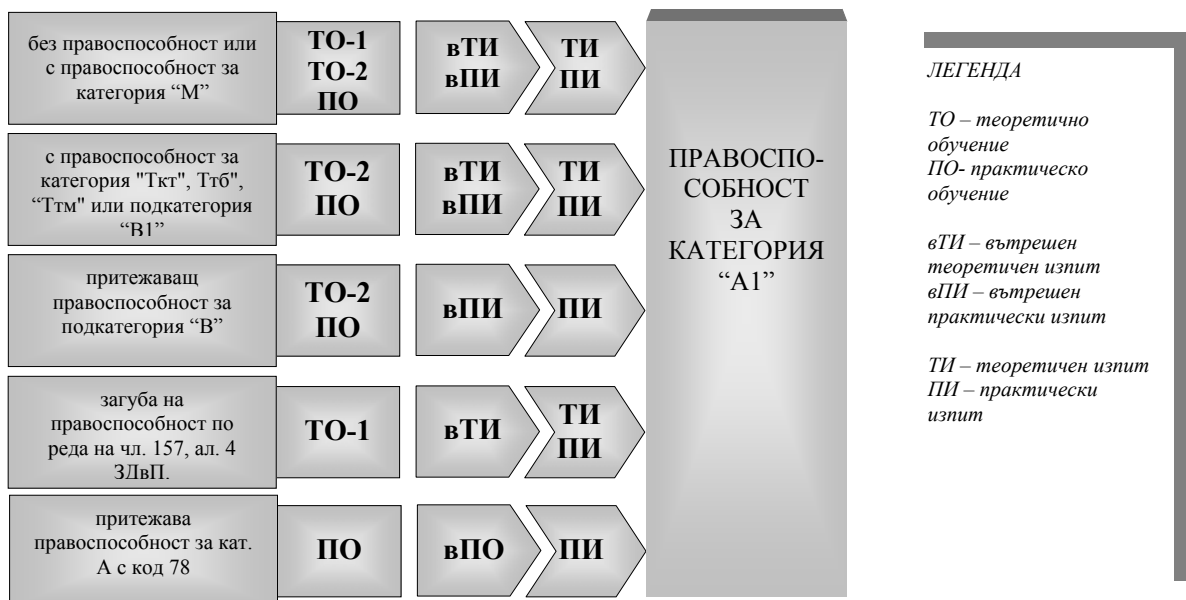 без правоспособност или
с правоспособност за
категория “М”
ТО-1
ТО-2
ПО
вТИ
вПИ
ТИ
ПИ
с правоспособност за
категория "Ткт", Ттб",
“Ттм" или подкатегория
“В1”
ТО-2
ПО
вТИ
вПИ
ТИ
ПИ
притежаващ
правоспособност за
подкатегория “В”
ТО-2
ПО
вПИ
ПИ
загуба на
правоспособност по
реда на чл. 157, ал. 4
ЗДвП.
ТО-1
вТИ
ТИ
ПИ
притежава
правоспособност за кат.
А с код 78
ПО
вПО
ПИ
ПРАВОСПО-
СОБНОСТ
ЗА
КАТЕГОРИЯ
“А1”
ЛЕГЕНДА
ТО – теоретично
обучение
ПО- практическо
обучение
вТИ – вътрешен
теоретичен изпит
вПИ – вътрешен
практически изпит
ТИ – теоретичен изпит
ПИ – практически
изпит